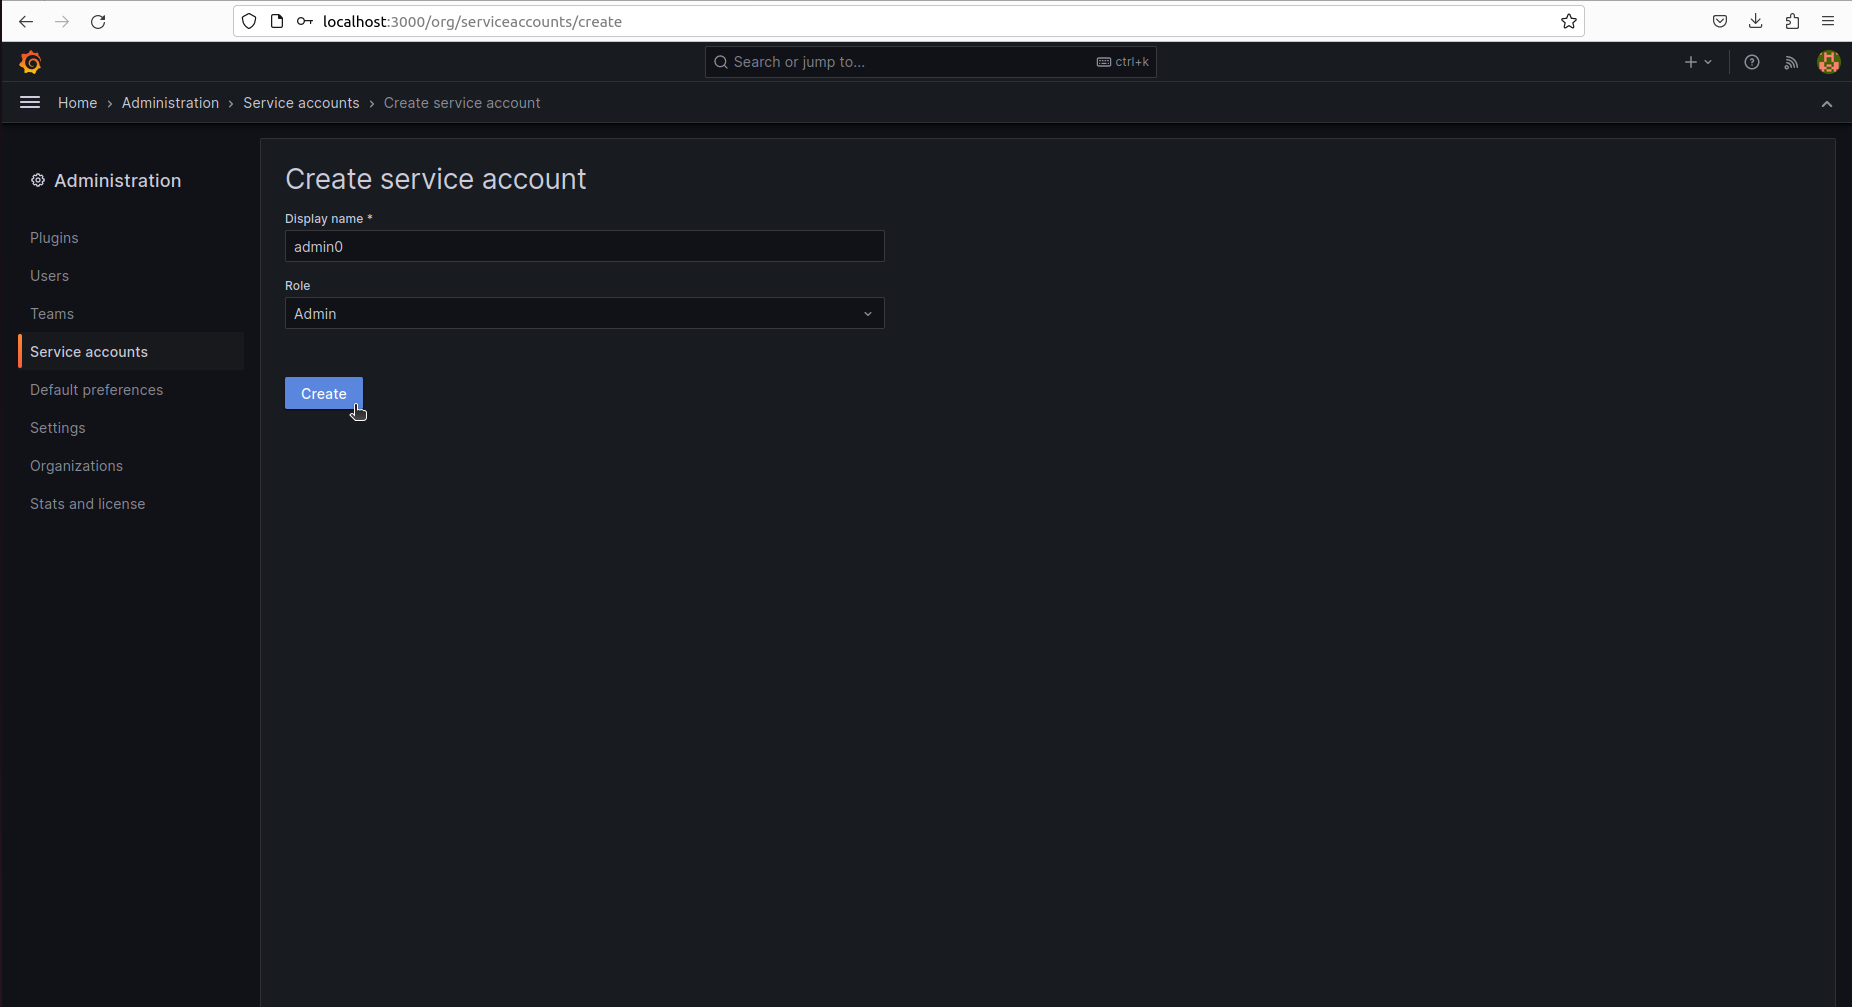 localhost:3000/org/serviceaccounts/create
Search or jump to...
ctrl+k
Home › Administration › Service accounts › Create service account
Administration
Plugins
Users
Teams
Service accounts
Default preferences
Settings
Organizations
Stats and license
Create service account
Display name *
admin0
Role
Admin
Create